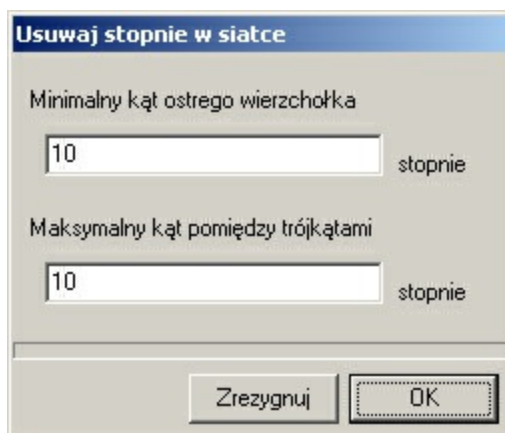 Usuwaj stopnie w siatce
Minimalny kąt ostrego wierzchołka
10
stopnie
Maksymalny kąt pomiędzy trójkątami
10
stopnie
Zrezygnuj
OK